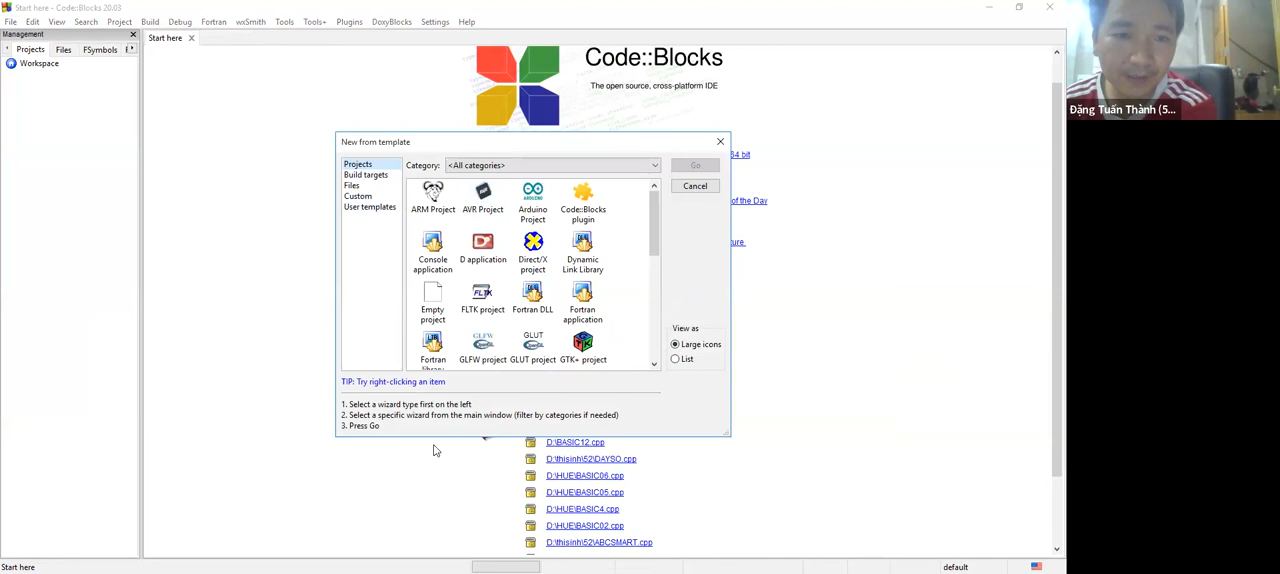 Start here - Code::Blocks 20.03
File Edit View Search Project Build Debug Fortran wxSmith Tools Tools+ Plugins DoxyBlocks Settings Help
Management
Projects Files FSymbols
Workspace
Start here
Code::Blocks
The open source, cross-platform IDE
New from template
Projects
Build targets
Files
Custom
User templates
Category: <All categories>
Go
Cancel
ARM Project
AVR Project
Arduino
Project
Code::Blocks
plugin
Console
application
D application
Direct/X
project
Dynamic
Link Library
Empty
project
FLTK project
Fortran DLL
Fortran
application
Fortran
library
GLFW project
GLUT project
GTK+ project
View as
Large icons
List
TIP: Try right-clicking an item
1. Select a wizard type first on the left
2. Select a specific wizard from the main window (filter by categories if needed)
3. Press Go
64 bit
of the Day
ture
D:\BASIC12.cpp
D:\thisinh\52\DAYSO.cpp
D:\HUE\BASIC06.cpp
D:\HUE\BASIC05.cpp
D:\HUE\BASIC4.cpp
D:\HUE\BASIC02.cpp
D:\thisinh\52\ABCSMART.cpp
Start here
default
Đặng Tuấn Thành (5...